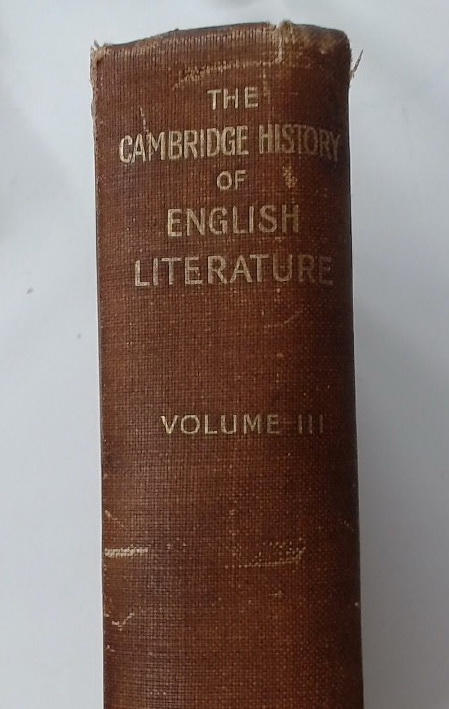 THE
CAMBRIDGE HISTORY
OF
ENGLISH
LITERATURE
VOLUME III